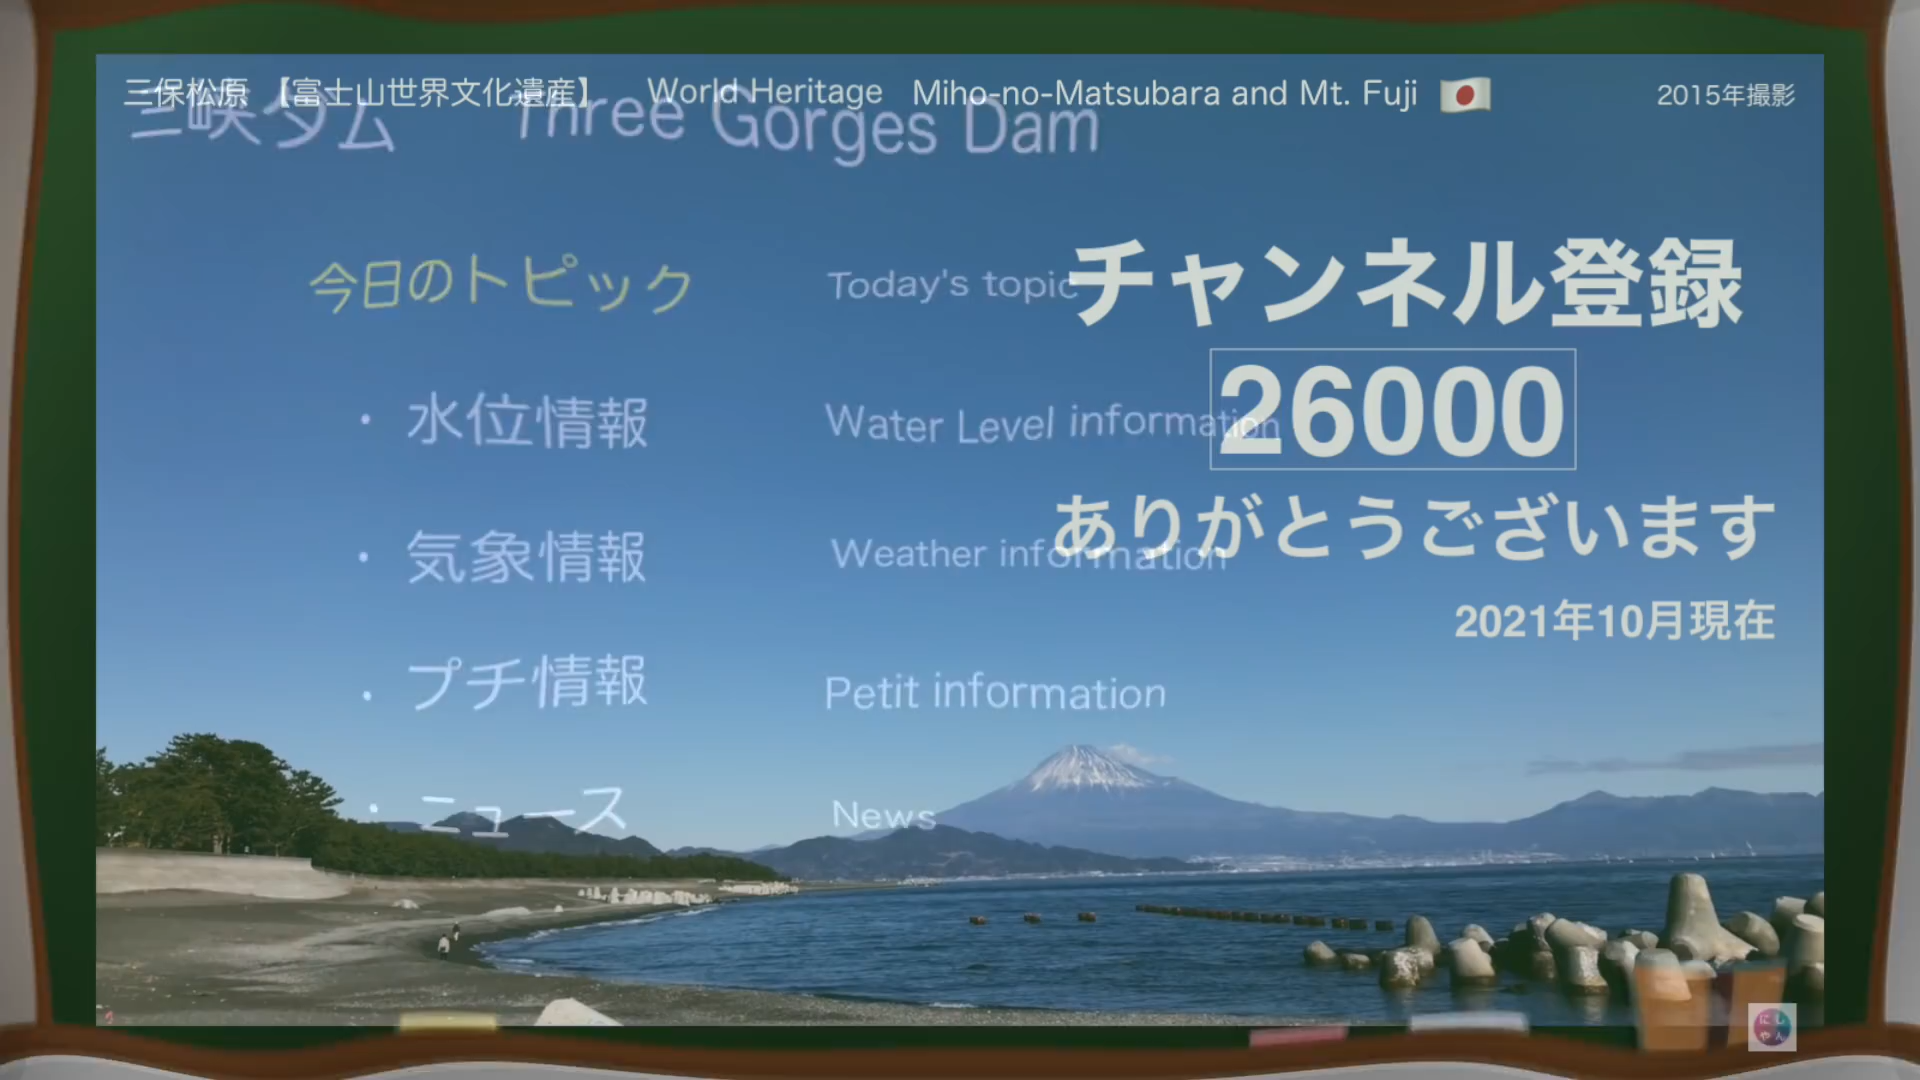 三保松原 【富士山世界文化遺産】 World Heritage Miho-no-Matsubara and Mt. Fuji 2015年撮影
三峡ダム Three Gorges Dam
今日のトピック Today's topic
チャンネル登録
・ 水位情報 Water Level information
26000
・ 気象情報 Weather information
ありがとうございます
2021年10月現在
・ プチ情報 Petit information
・ ニュース News
にし
やん